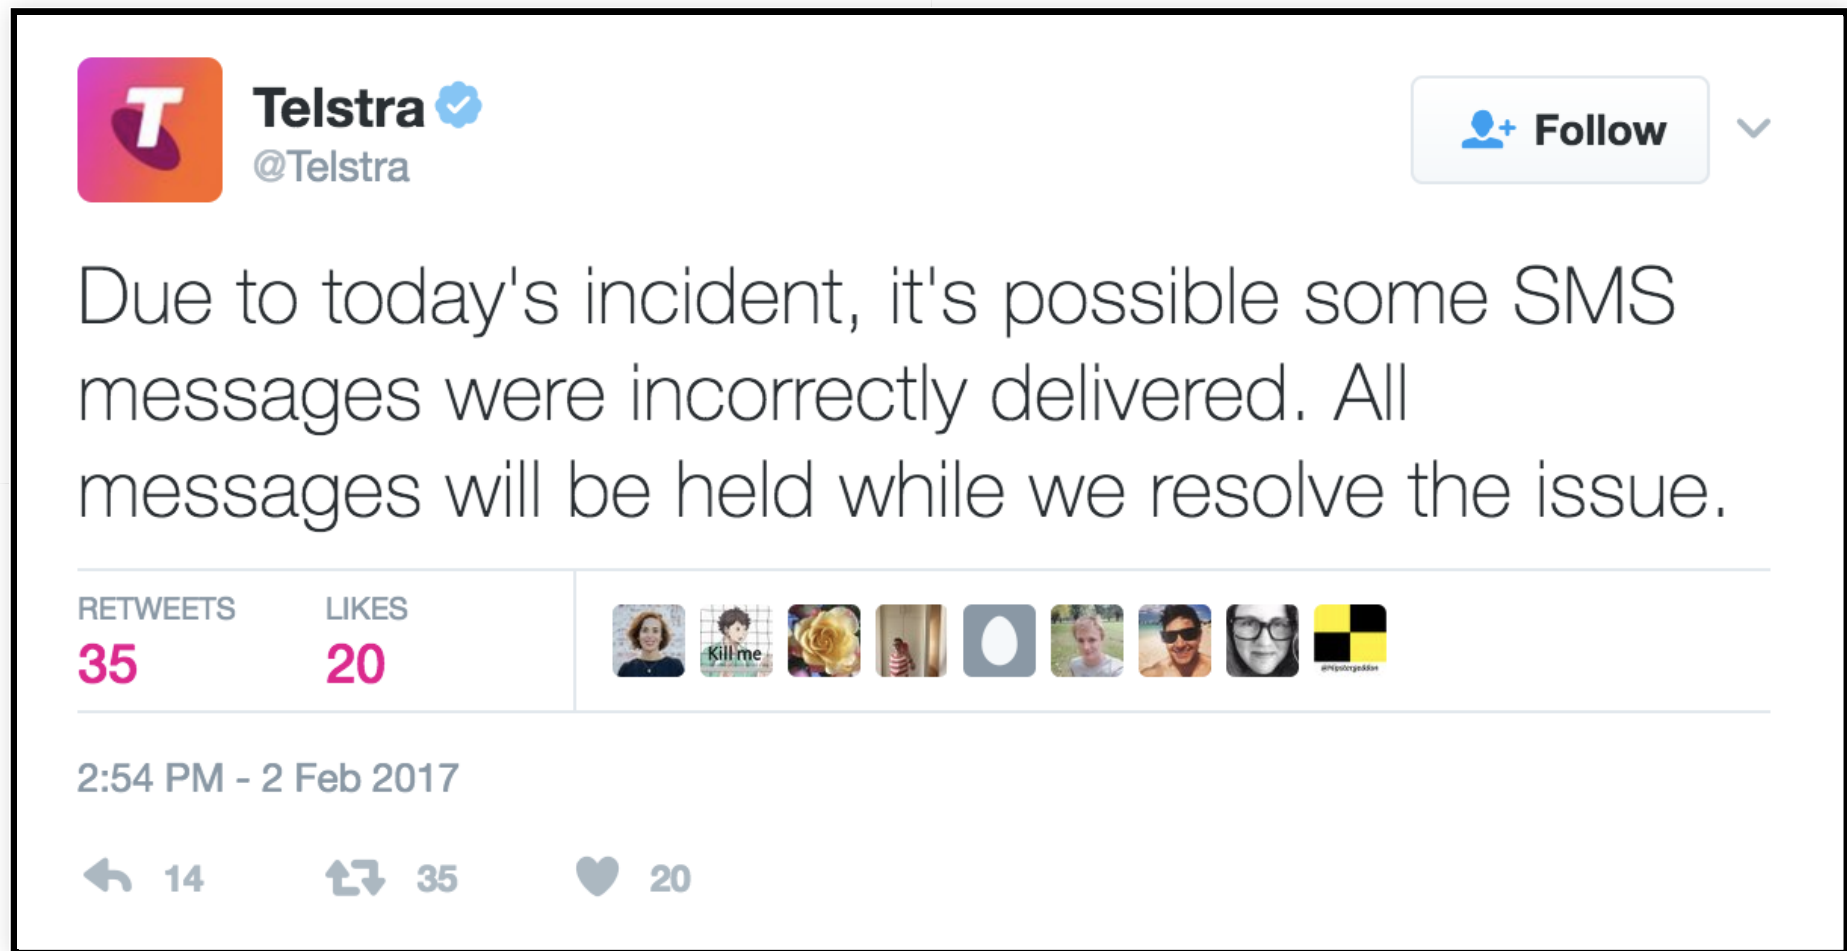 T
Telstra
@Telstra
Follow
Due to today's incident, it's possible some SMS
messages were incorrectly delivered. All
messages will be held while we resolve the issue.
RETWEETS LIKES
35 20
Kill me
@Hipstergeddon
2:54 PM - 2 Feb 2017
14 35 20